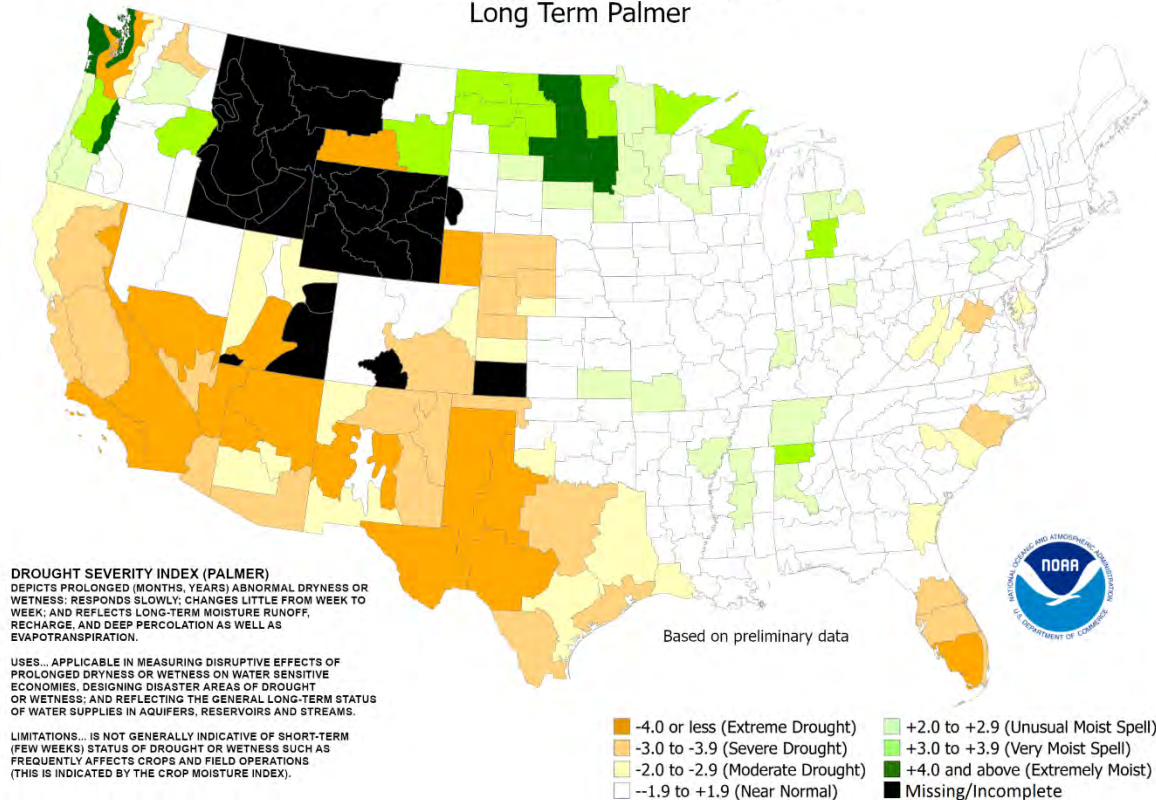 Long Term Palmer
DROUGHT SEVERITY INDEX (PALMER)
DEPICTS PROLONGED (MONTHS, YEARS) ABNORMAL DRYNESS OR
WETNESS; RESPONDS SLOWLY; CHANGES LITTLE FROM WEEK TO
WEEK; AND REFLECTS LONG-TERM MOISTURE RUNOFF,
RECHARGE, AND DEEP PERCOLATION AS WELL AS
EVAPOTRANSPIRATION.
USES... APPLICABLE IN MEASURING DISRUPTIVE EFFECTS OF
PROLONGED DRYNESS OR WETNESS ON WATER SENSITIVE
ECONOMIES, DESIGNING DISASTER AREAS OF DROUGHT
OR WETNESS; AND REFLECTING THE GENERAL LONG-TERM STATUS
OF WATER SUPPLIES IN AQUIFERS, RESERVOIRS AND STREAMS.
LIMITATIONS... IS NOT GENERALLY INDICATIVE OF SHORT-TERM
(FEW WEEKS) STATUS OF DROUGHT OR WETNESS SUCH AS
FREQUENTLY AFFECTS CROPS AND FIELD OPERATIONS
(THIS IS INDICATED BY THE CROP MOISTURE INDEX).
Based on preliminary data
NATIONAL OCEANIC AND ATMOSPHERIC ADMINISTRATION
NOAA
U.S. DEPARTMENT OF COMMERCE
-4.0 or less (Extreme Drought)
-3.0 to -3.9 (Severe Drought)
-2.0 to -2.9 (Moderate Drought)
--1.9 to +1.9 (Near Normal)
+2.0 to +2.9 (Unusual Moist Spell)
+3.0 to +3.9 (Very Moist Spell)
+4.0 and above (Extremely Moist)
Missing/Incomplete